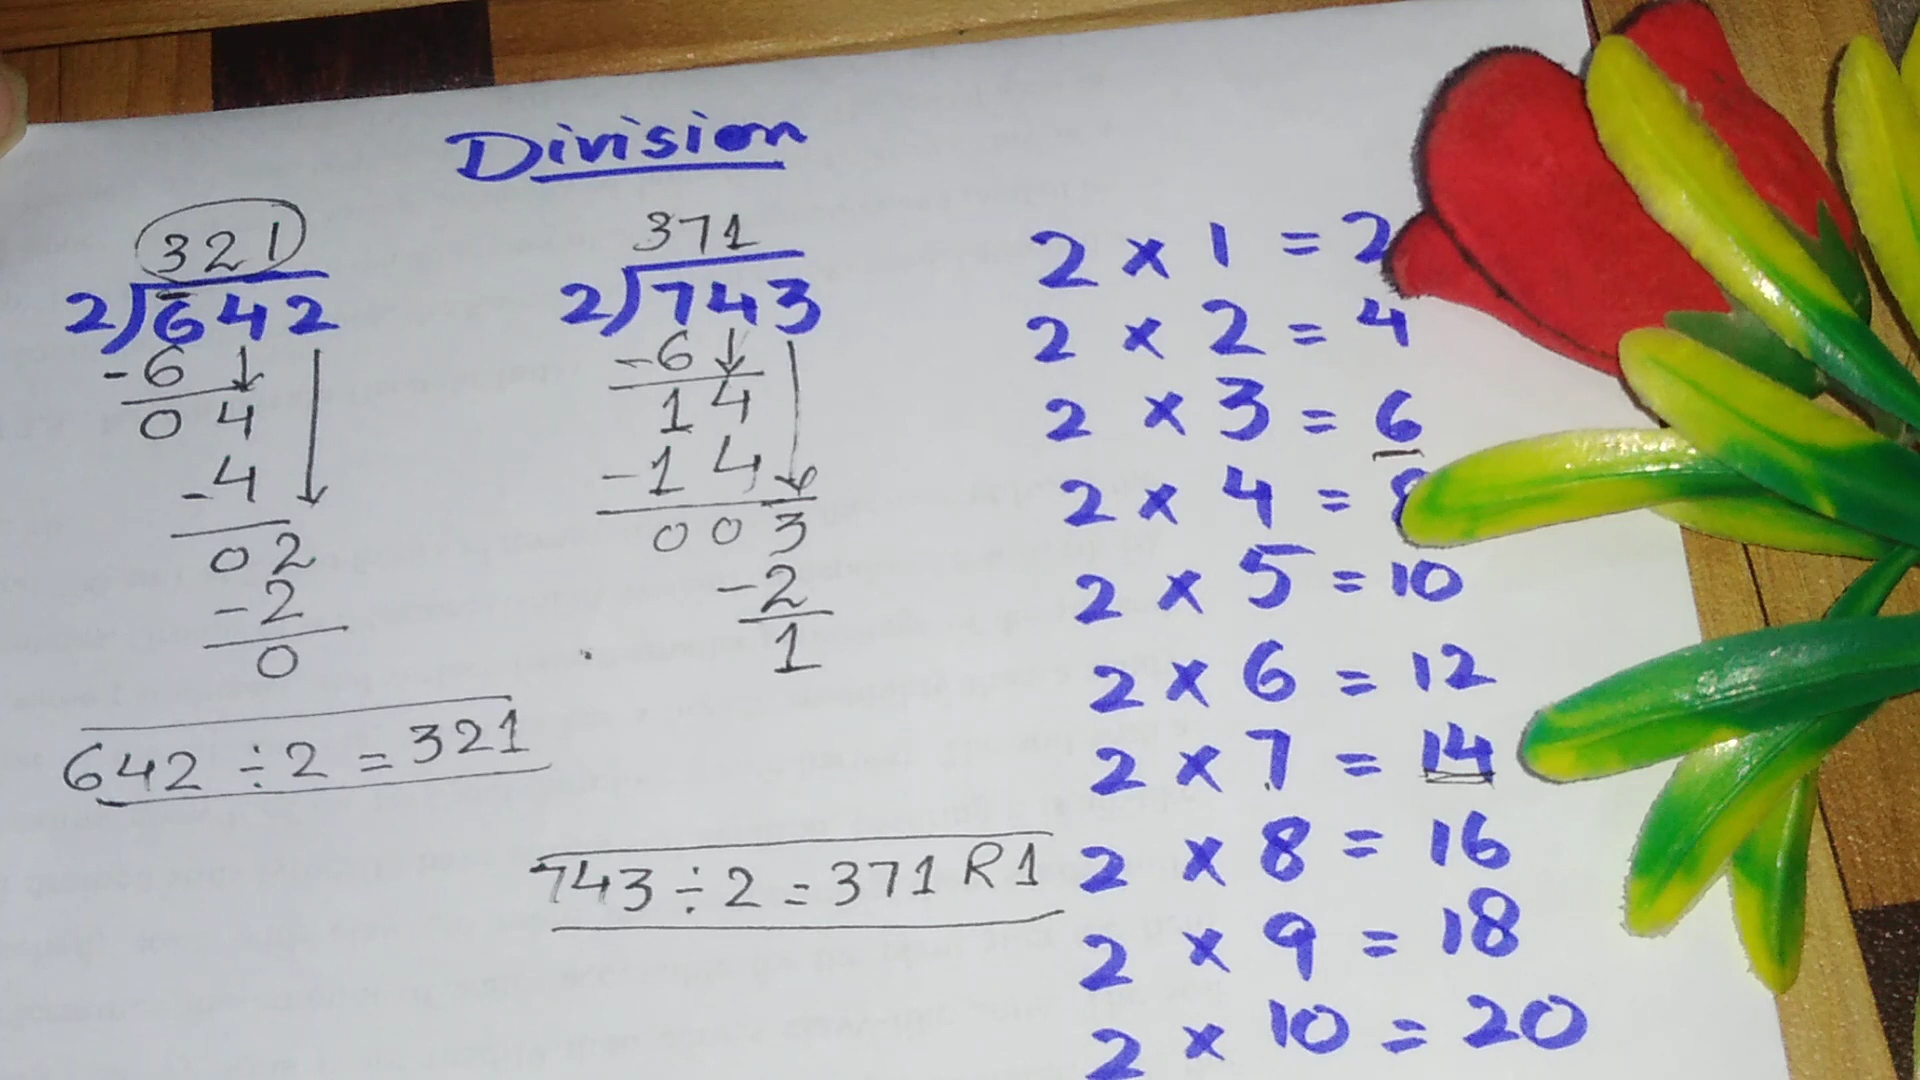 Division
321
2)642
-6
04
-4
02
-2
0
642 ÷ 2 = 321
371
2)743
-6
14
-14
003
-2
1
743 ÷ 2 = 371 R1
2 × 1 = 2
2 × 2 = 4
2 × 3 = 6
2 × 4 = 8
2 × 5 = 10
2 × 6 = 12
2 × 7 = 14
2 × 8 = 16
2 × 9 = 18
2 × 10 = 20